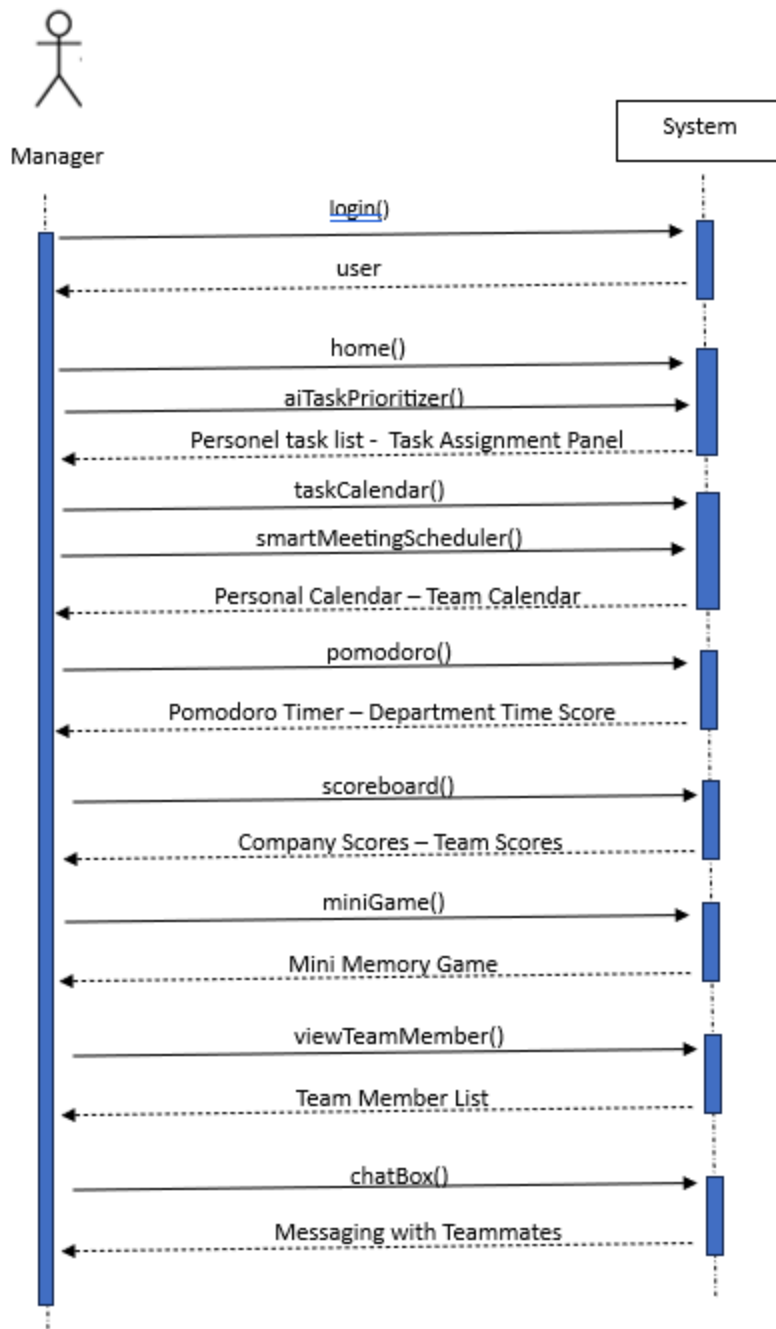 System
Manager
login()
user
home()
aiTaskPrioritizer()
Personel task list - Task Assignment Panel
taskCalendar()
smartMeetingScheduler()
Personal Calendar – Team Calendar
pomodoro()
Pomodoro Timer – Department Time Score
scoreboard()
Company Scores – Team Scores
miniGame()
Mini Memory Game
viewTeamMember()
Team Member List
chatBox()
Messaging with Teammates